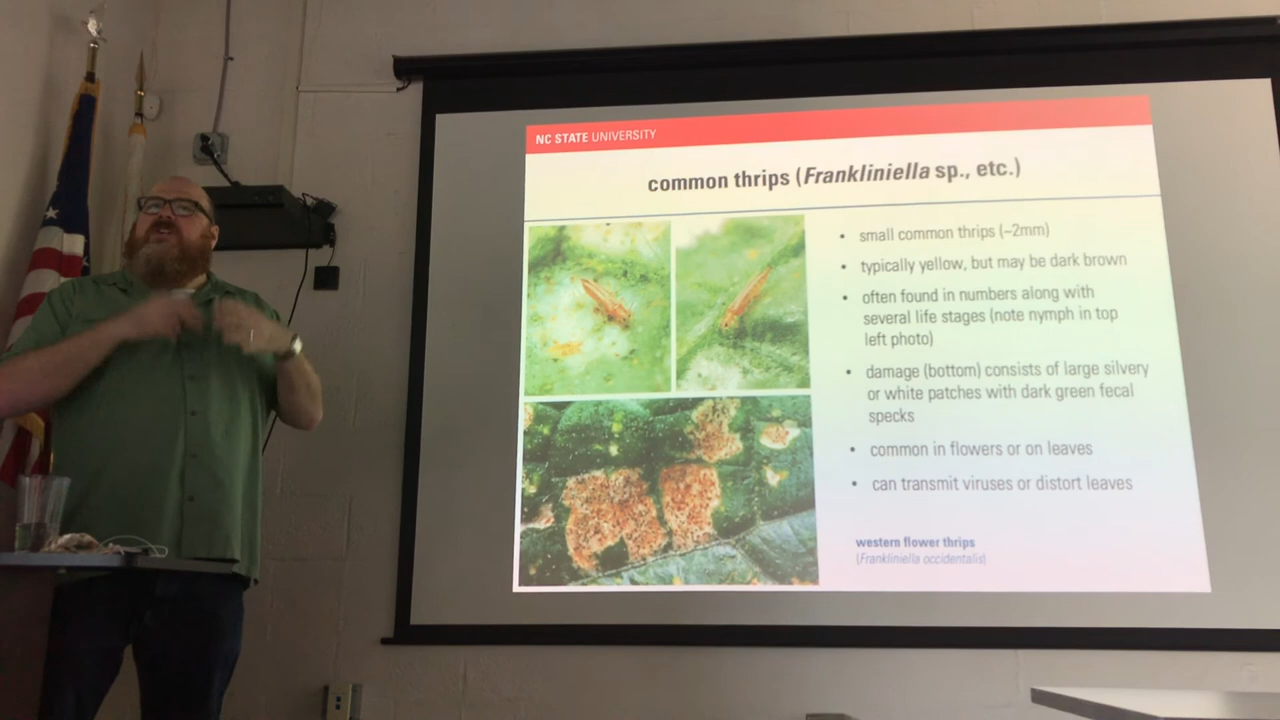 NC STATE UNIVERSITY
common thrips (Frankliniella sp., etc.)
• small common thrips (~2mm)
• typically yellow, but may be dark brown
• often found in numbers along with
several life stages (note nymph in top
left photo)
• damage (bottom) consists of large silvery
or white patches with dark green fecal
specks
• common in flowers or on leaves
• can transmit viruses or distort leaves
western flower thrips
(Frankliniella occidentalis)